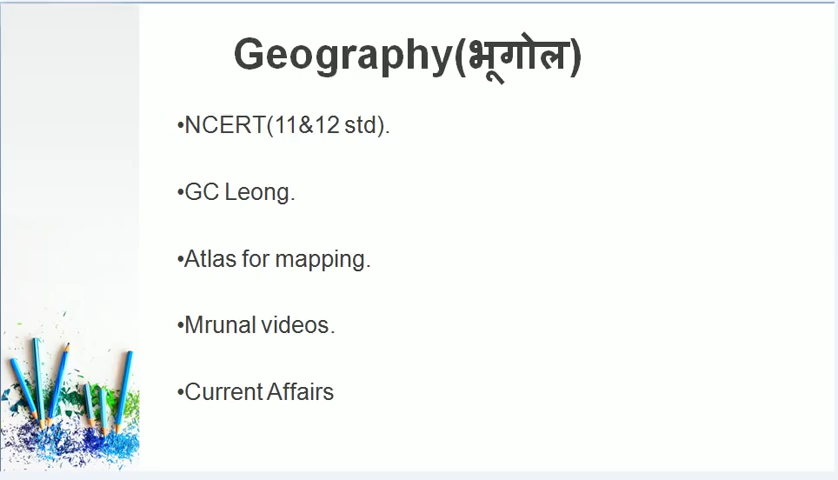 Geography(भूगोल)
•NCERT(11&12 std).
•GC Leong.
•Atlas for mapping.
•Mrunal videos.
•Current Affairs